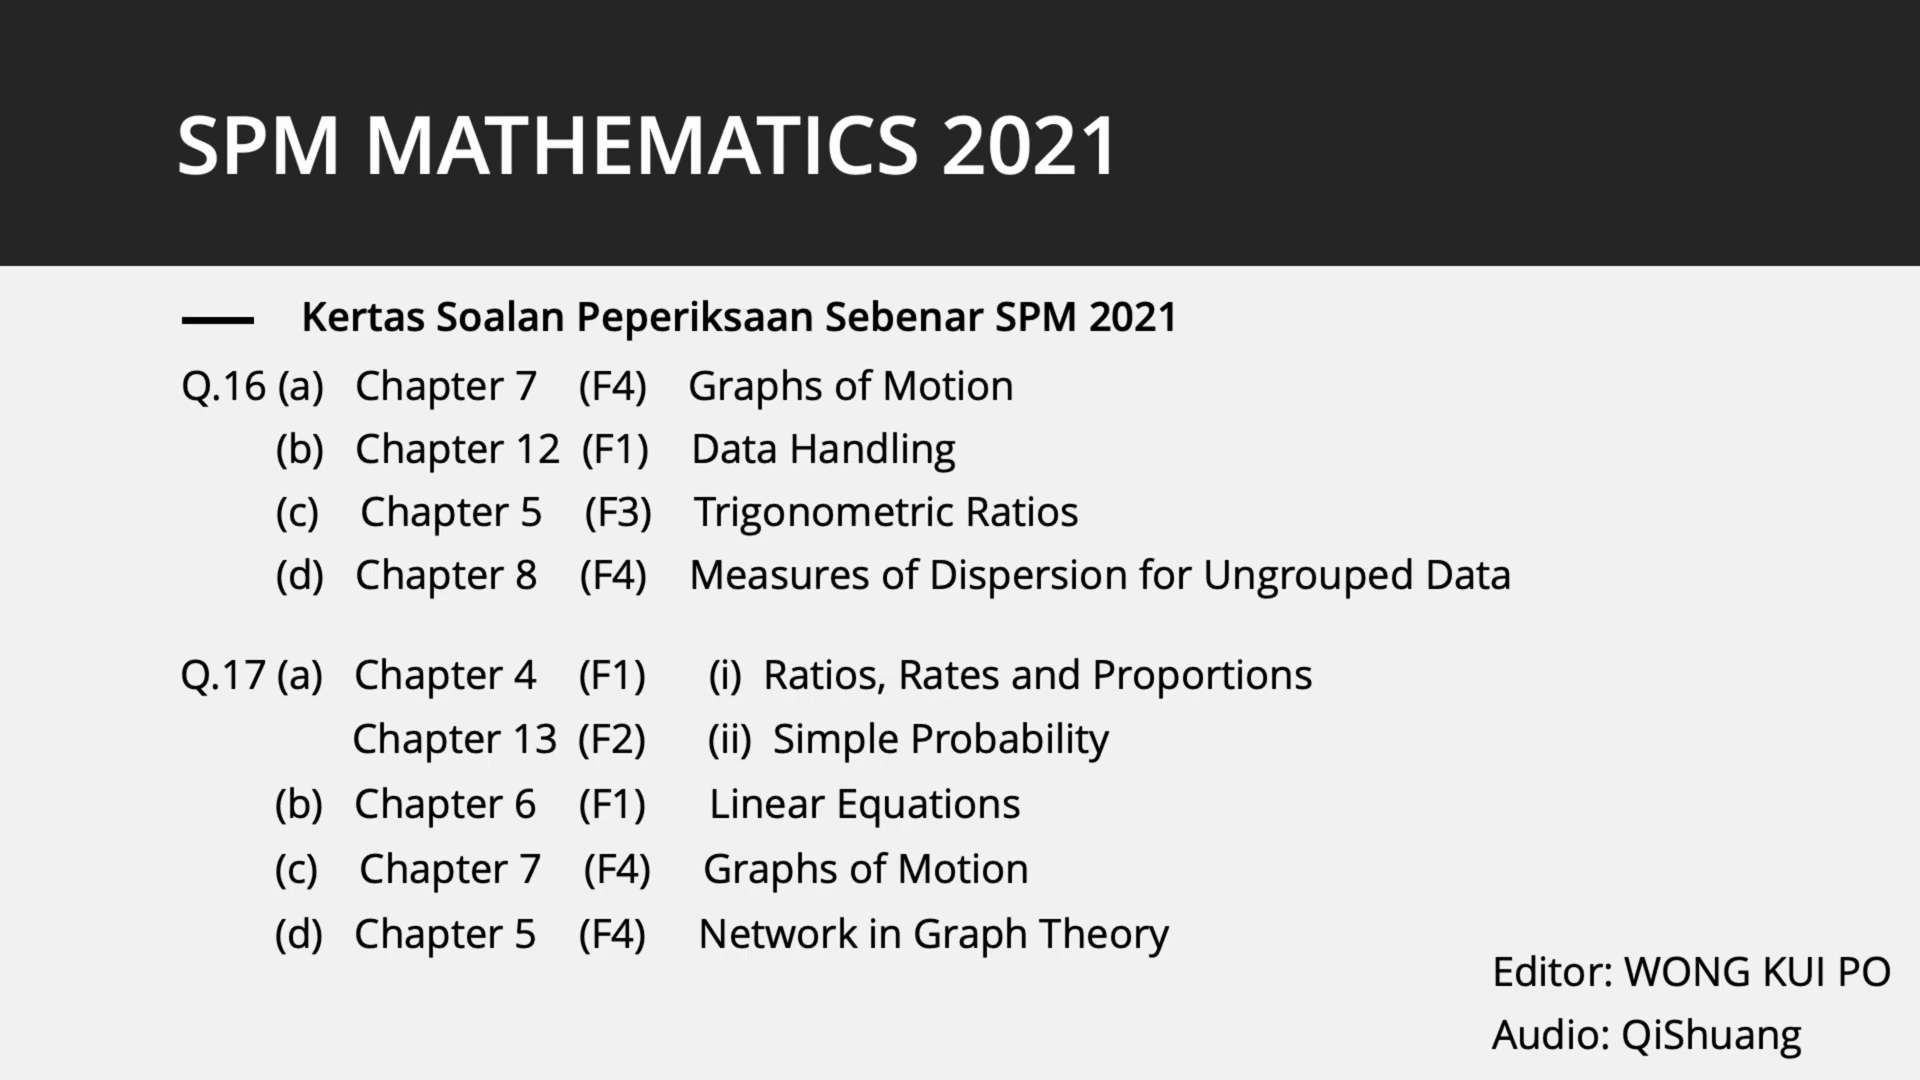 SPM MATHEMATICS 2021
Kertas Soalan Peperiksaan Sebenar SPM 2021
Q.16 (a) Chapter 7 (F4) Graphs of Motion
(b) Chapter 12 (F1) Data Handling
(c) Chapter 5 (F3) Trigonometric Ratios
(d) Chapter 8 (F4) Measures of Dispersion for Ungrouped Data
Q.17 (a) Chapter 4 (F1) (i) Ratios, Rates and Proportions
Chapter 13 (F2) (ii) Simple Probability
(b) Chapter 6 (F1) Linear Equations
(c) Chapter 7 (F4) Graphs of Motion
(d) Chapter 5 (F4) Network in Graph Theory
Editor: WONG KUI PO
Audio: QiShuang